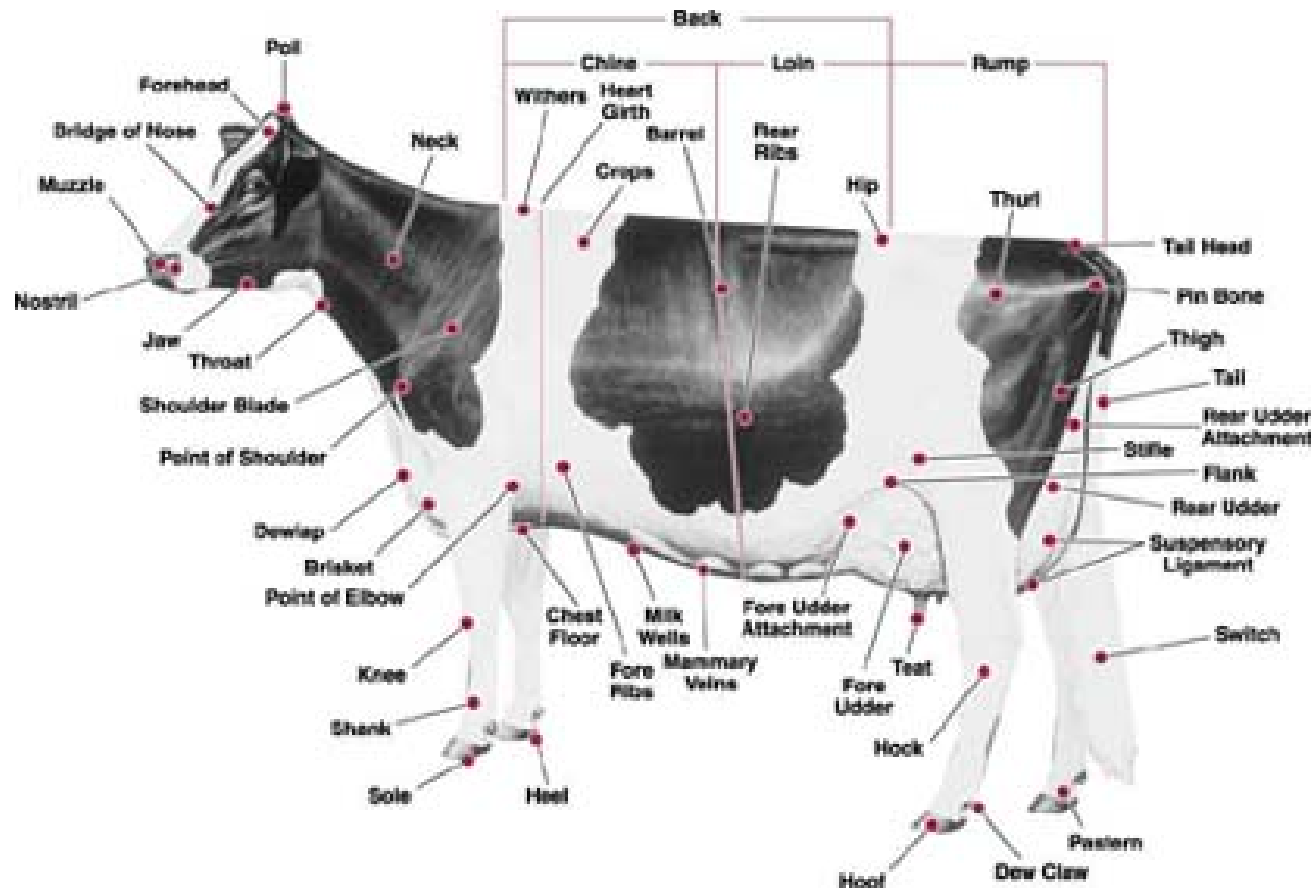 Back
Poll
Chine
Loin
Rump
Forehead
Withers
Heart
Girth
Bridge of Nose
Neck
Barrel
Rear
Ribs
Crops
Muzzle
Hip
Thurl
Tail Head
Nostril
Pin Bone
Jaw
Throat
Thigh
Shoulder Blade
Tail
Rear Udder
Attachment
Point of Shoulder
Stifle
Flank
Dewlap
Rear Udder
Brisket
Suspensory
Ligament
Point of Elbow
Chest
Floor
Milk
Wells
Fore Udder
Attachment
Switch
Knee
Fore
Ribs
Mammary
Veins
Teat
Fore
Udder
Shank
Hock
Sole
Heel
Pastern
Dew Claw
Hoof